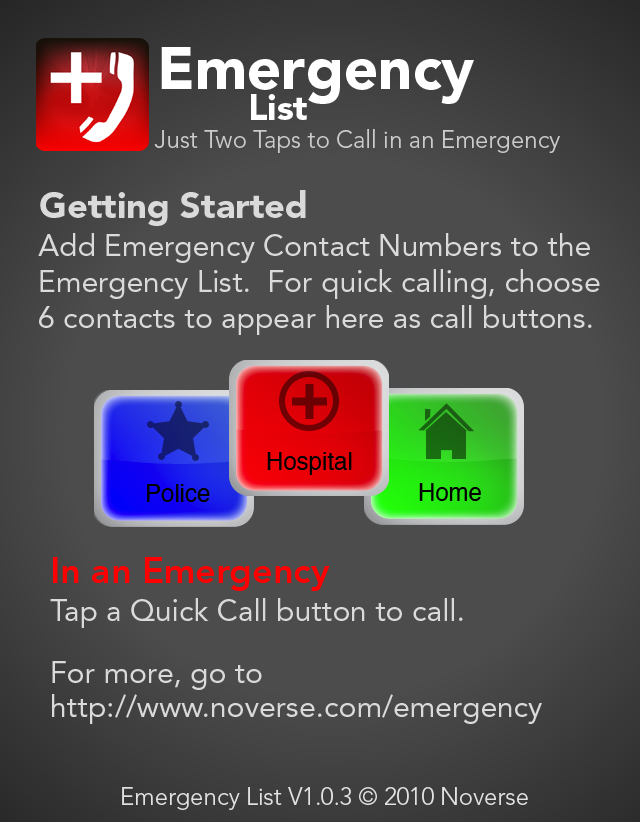 Emergency
List
Just Two Taps to Call in an Emergency
Getting Started
Add Emergency Contact Numbers to the
Emergency List.  For quick calling, choose
6 contacts to appear here as call buttons.
Police
Hospital
Home
In an Emergency
Tap a Quick Call button to call.
For more, go to
http://www.noverse.com/emergency
Emergency List V1.0.3 © 2010 Noverse